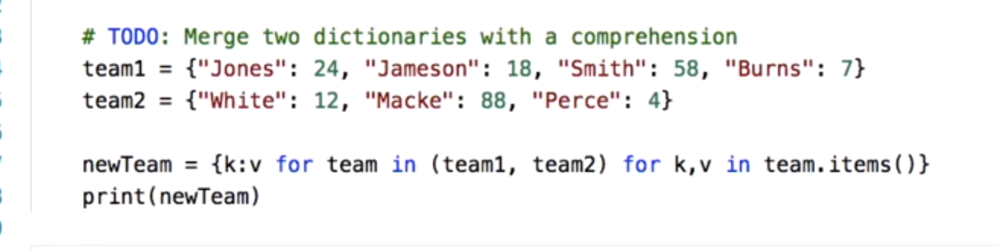 # TODO: Merge two dictionaries with a comprehension
team1 = {"Jones": 24, "Jameson": 18, "Smith": 58, "Burns": 7}
team2 = {"White": 12, "Macke": 88, "Perce": 4}
newTeam = {k:v for team in (team1, team2) for k,v in team.items()}
print(newTeam)